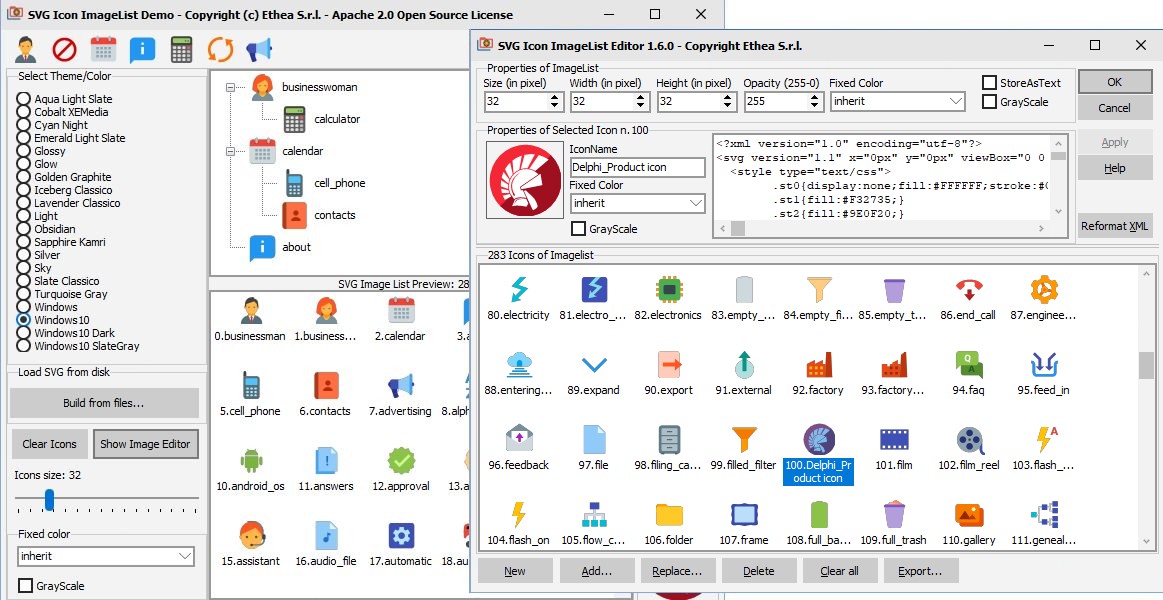 SVG Icon ImageList Demo - Copyright (c) Ethea S.r.l. - Apache 2.0 Open Source License
Select Theme/Color
Aqua Light Slate
Cobalt XEMedia
Cyan Night
Emerald Light Slate
Glossy
Glow
Golden Graphite
Iceberg Classico
Lavender Classico
Light
Obsidian
Sapphire Kamri
Silver
Sky
Slate Classico
Turquoise Gray
Windows
Windows10
Windows10 Dark
Windows10 SlateGray
Load SVG from disk
Build from files...
Clear Icons
Show Image Editor
Icons size: 32
Fixed color
inherit
GrayScale
businesswoman
calculator
calendar
cell_phone
contacts
about
SVG Image List Preview: 28
0.businessman 1.business... 2.calendar 3.
5.cell_phone 6.contacts 7.advertising 8.alph
10.android_os 11.answers 12.approval 13.a
15.assistant 16.audio_file 17.automatic 18.au
SVG Icon ImageList Editor 1.6.0 - Copyright Ethea S.r.l.
Properties of ImageList
Size (in pixel) Width (in pixel) Height (in pixel) Opacity (255-0) Fixed Color
32 32 32 255 inherit
StoreAsText
GrayScale
OK
Cancel
Apply
Help
Reformat XML
Properties of Selected Icon n.100
IconName
Delphi_Product icon
Fixed Color
inherit
GrayScale
<?xml version="1.0" encoding="utf-8"?>
<svg version="1.1" x="0px" y="0px" viewBox="0 0
<style type="text/css">
.st0{display:none;fill:#FFFFFF;stroke:#
.st1{fill:#F32735;}
.st2{fill:#9E0F20;}
283 Icons of Imagelist
80.electricity 81.electro_... 82.electronics 83.empty_... 84.empty_fi... 85.empty_t... 86.end_call 87.enginee...
88.entering... 89.expand 90.export 91.external 92.factory 93.factory... 94.faq 95.feed_in
96.feedback 97.file 98.filing_ca... 99.filled_filter 100.Delphi_Pr 101.film 102.film_reel 103.flash_...
oduct icon
104.flash_on 105.flow_c... 106.folder 107.frame 108.full_ba... 109.full_trash 110.gallery 111.geneal...
New
Add...
Replace...
Delete
Clear all
Export...